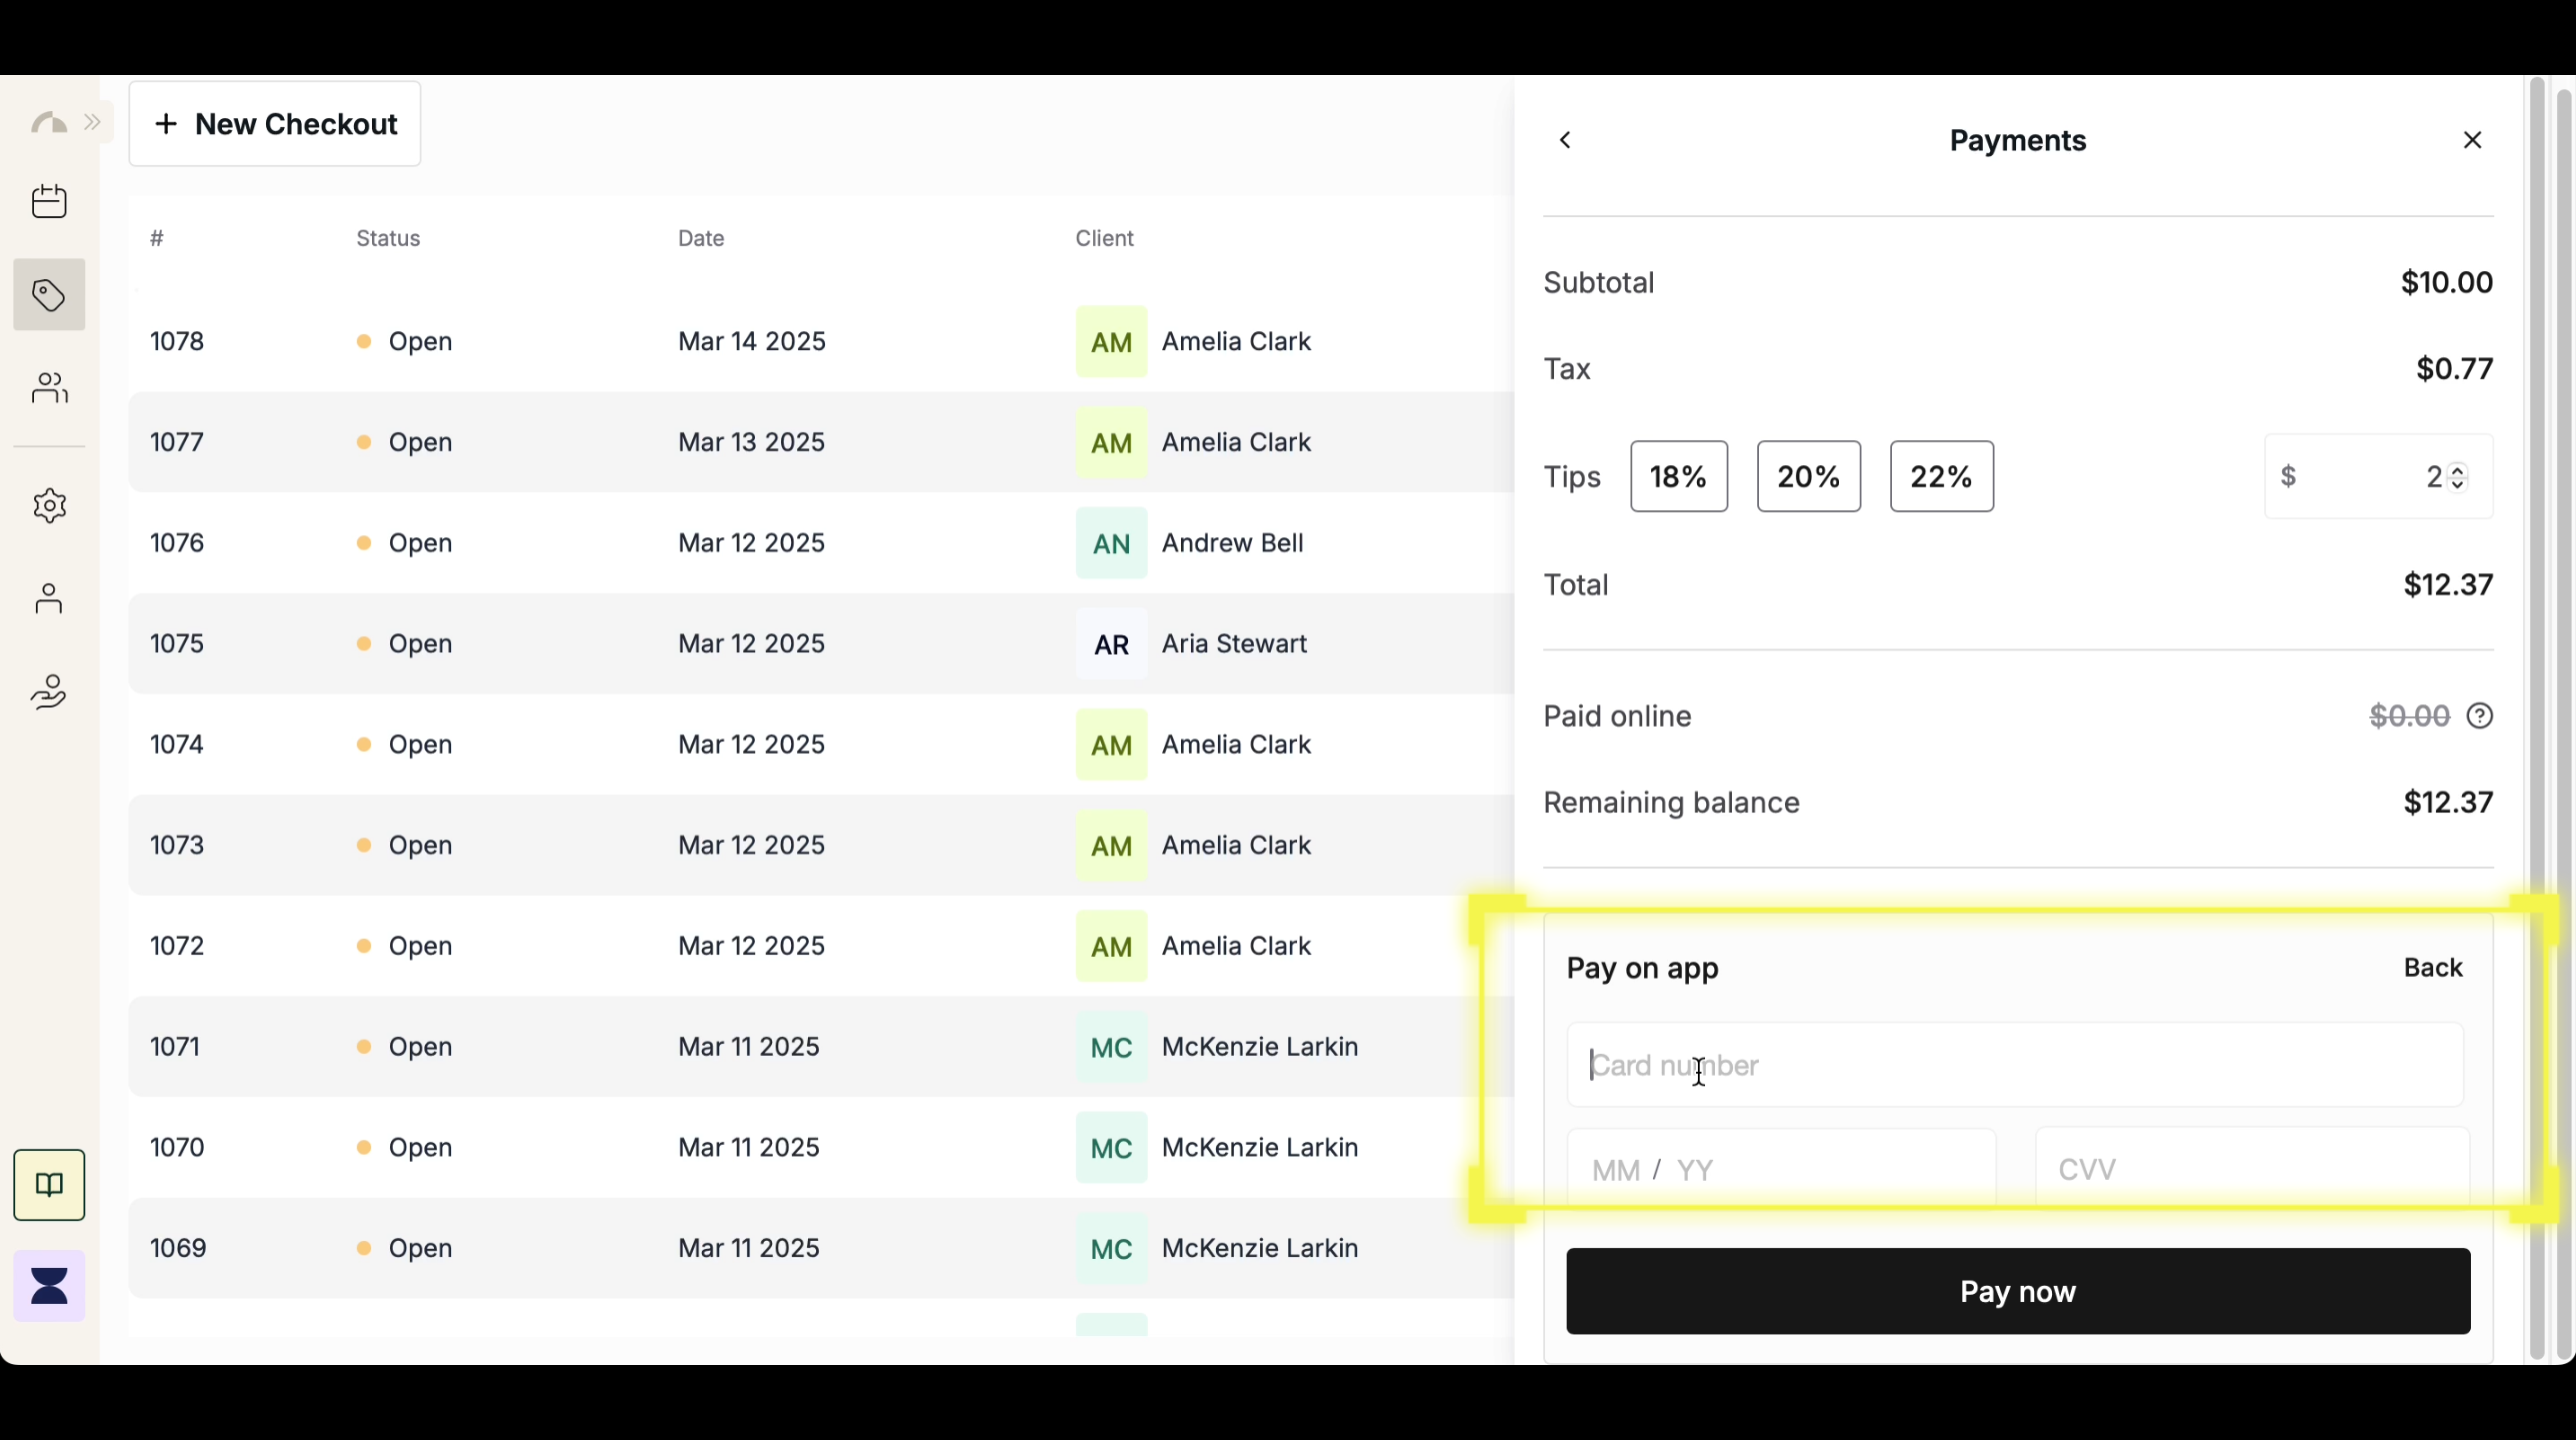 + New Checkout
# Status Date Client
1078 Open Mar 14 2025 AM Amelia Clark
1077 Open Mar 13 2025 AM Amelia Clark
1076 Open Mar 12 2025 AN Andrew Bell
1075 Open Mar 12 2025 AR Aria Stewart
1074 Open Mar 12 2025 AM Amelia Clark
1073 Open Mar 12 2025 AM Amelia Clark
1072 Open Mar 12 2025 AM Amelia Clark
1071 Open Mar 11 2025 MC McKenzie Larkin
1070 Open Mar 11 2025 MC McKenzie Larkin
1069 Open Mar 11 2025 MC McKenzie Larkin
Payments
Subtotal $10.00
Tax $0.77
Tips 18% 20% 22% $ 2
Total $12.37
Paid online $0.00
Remaining balance $12.37
Pay on app Back
Card number
MM / YY CVV
Pay now